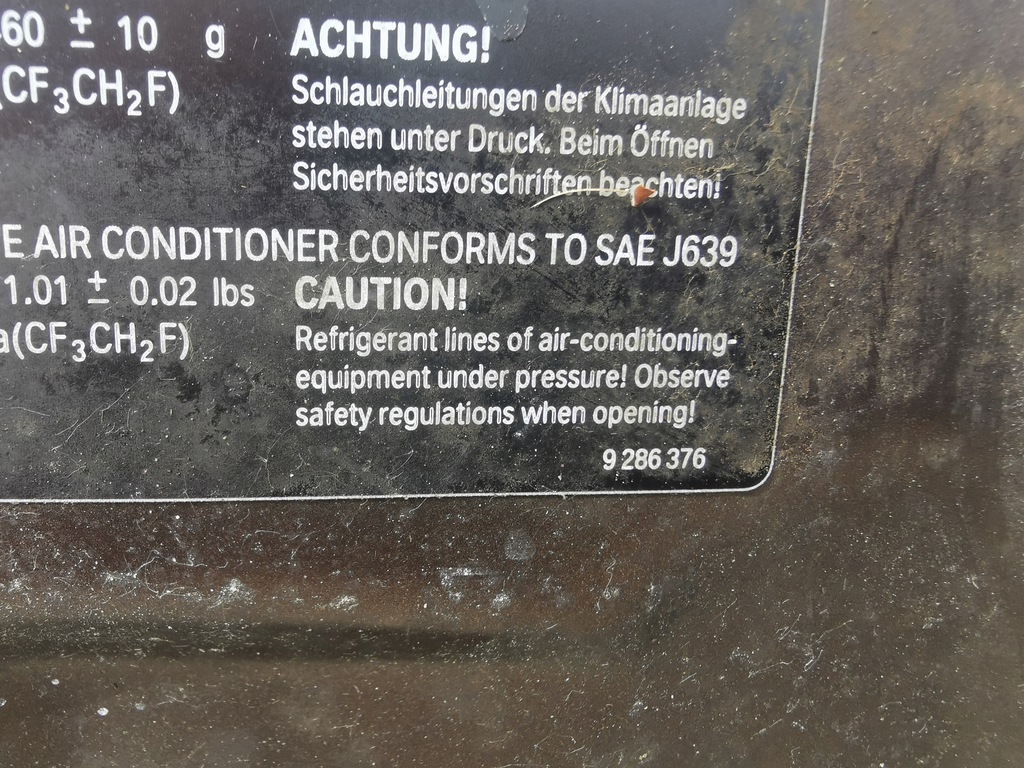 60 ± 10 g
(CF₃CH₂F)
ACHTUNG!
Schlauchleitungen der Klimaanlage
stehen unter Druck. Beim Öffnen
Sicherheitsvorschriften beachten!
E AIR CONDITIONER CONFORMS TO SAE J639
1.01 ± 0.02 lbs
a(CF₃CH₂F)
CAUTION!
Refrigerant lines of air-conditioning-
equipment under pressure! Observe
safety regulations when opening!
9 286 376